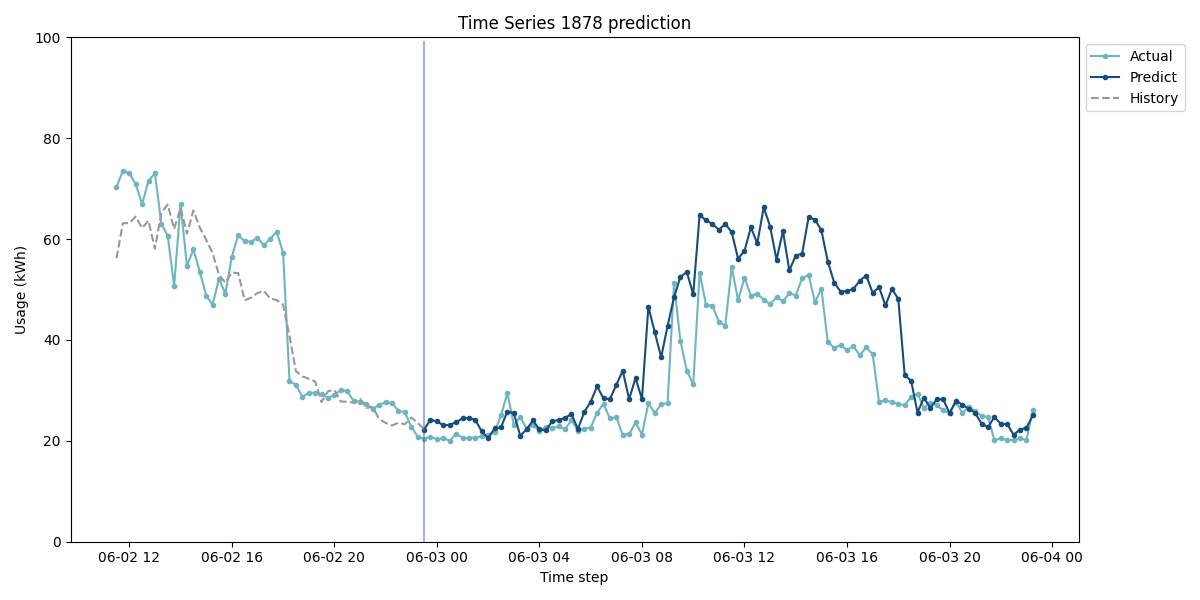 Time Series 1878 prediction
100
80
60
40
20
0
Usage (kWh)
06-02 12
06-02 16
06-02 20
06-03 00
06-03 04
06-03 08
06-03 12
06-03 16
06-03 20
06-04 00
Time step
Actual
Predict
History